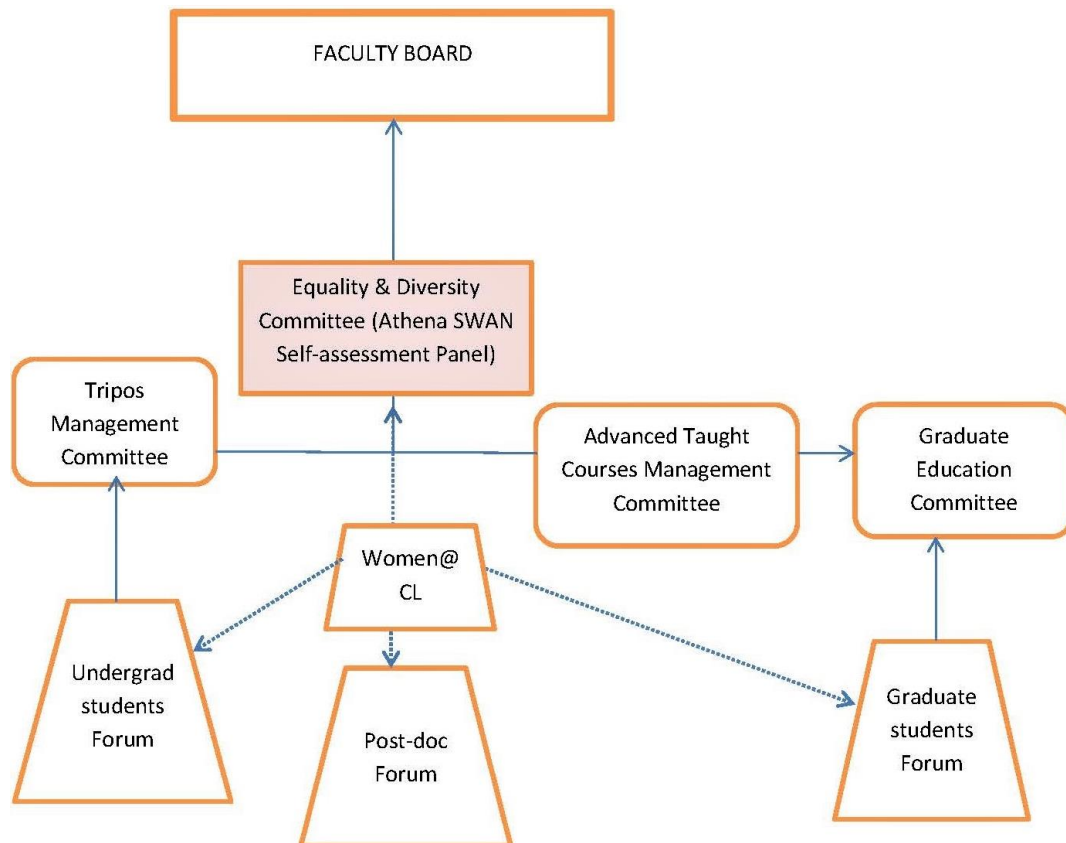 FACULTY BOARD
Equality & Diversity
Committee (Athena SWAN
Self-assessment Panel)
Tripos
Management
Committee
Advanced Taught
Courses Management
Committee
Graduate
Education
Committee
Women@
CL
Undergrad
students
Forum
Post-doc
Forum
Graduate
students
Forum